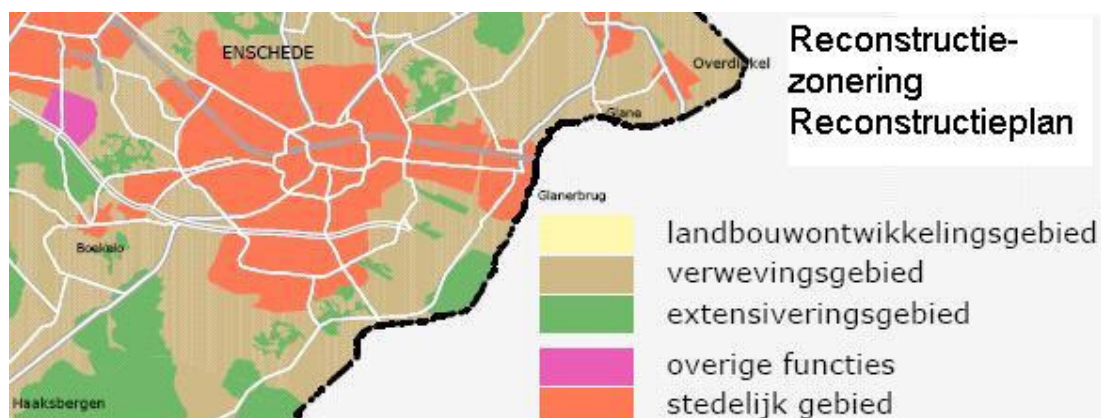 ENSCHEDE
Reconstructie-
zonering
Reconstructieplan
Overdinkel
Glane
Glanerbrug
Boekelo
Haaksbergen
landbouwontwikkelingsgebied
verwevingsgebied
extensiveringsgebied
overige functies
stedelijk gebied